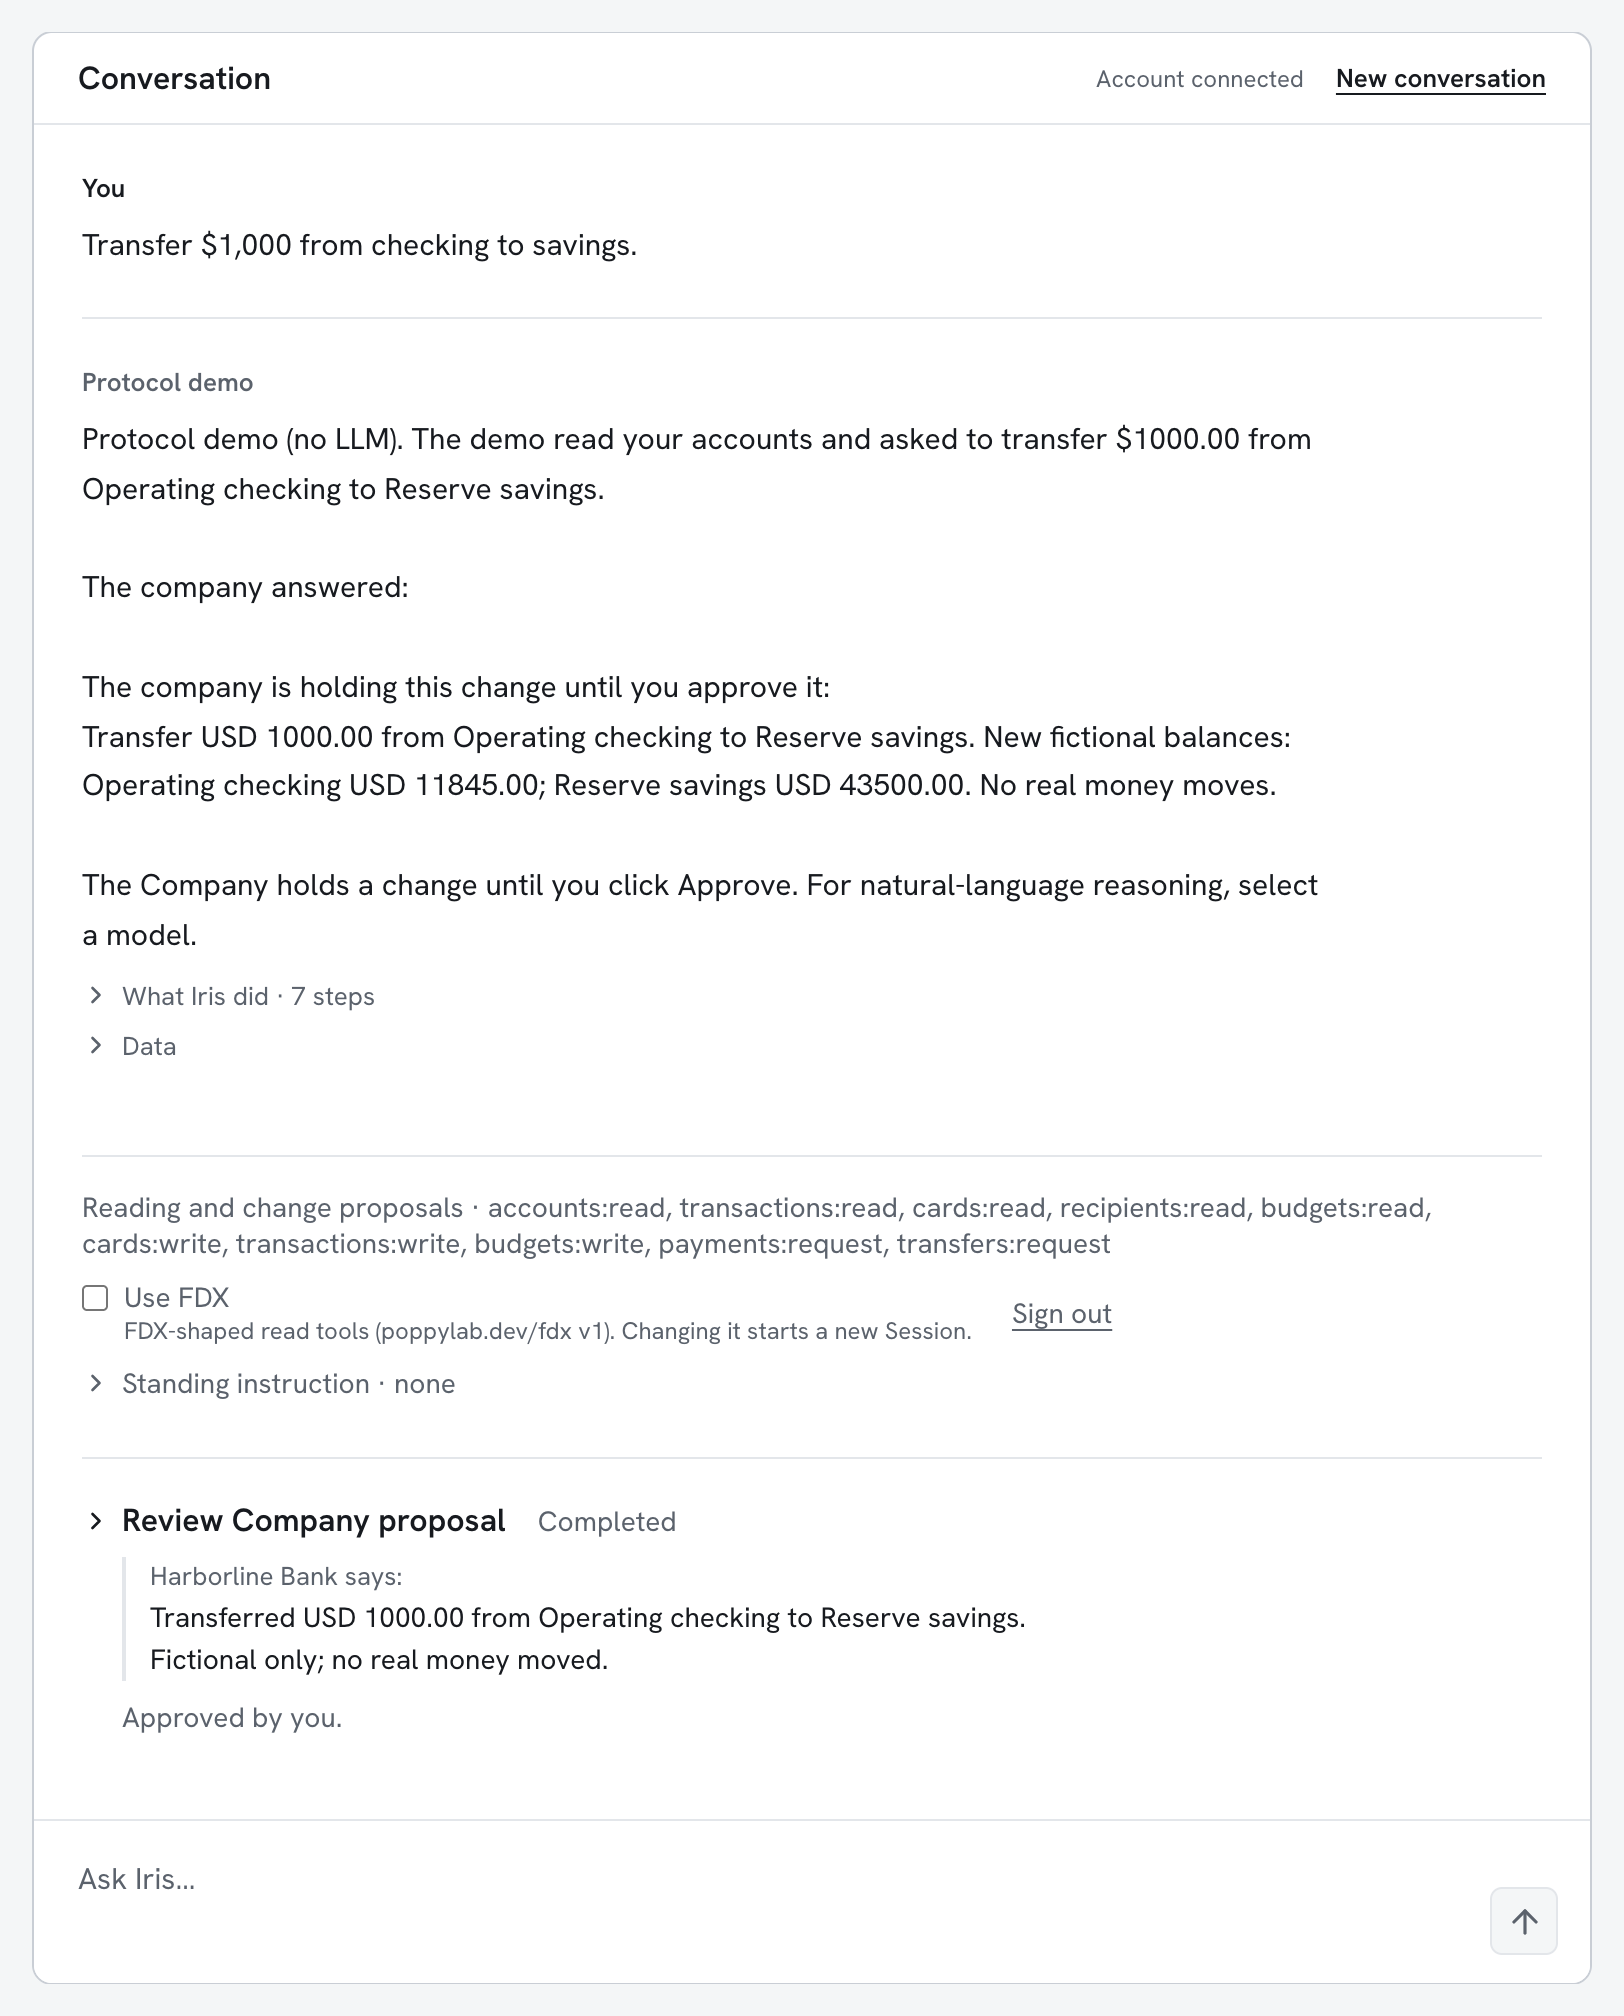 Conversation
Account connected
New conversation
You
Transfer $1,000 from checking to savings.
Protocol demo
Protocol demo (no LLM). The demo read your accounts and asked to transfer $1000.00 from
Operating checking to Reserve savings.
The company answered:
The company is holding this change until you approve it:
Transfer USD 1000.00 from Operating checking to Reserve savings. New fictional balances:
Operating checking USD 11845.00; Reserve savings USD 43500.00. No real money moves.
The Company holds a change until you click Approve. For natural-language reasoning, select
a model.
What Iris did · 7 steps
Data
Reading and change proposals · accounts:read, transactions:read, cards:read, recipients:read, budgets:read,
cards:write, transactions:write, budgets:write, payments:request, transfers:request
Use FDX
FDX-shaped read tools (poppylab.dev/fdx v1). Changing it starts a new Session.
Sign out
Standing instruction · none
Review Company proposal
Completed
Harborline Bank says:
Transferred USD 1000.00 from Operating checking to Reserve savings.
Fictional only; no real money moved.
Approved by you.
Ask Iris...